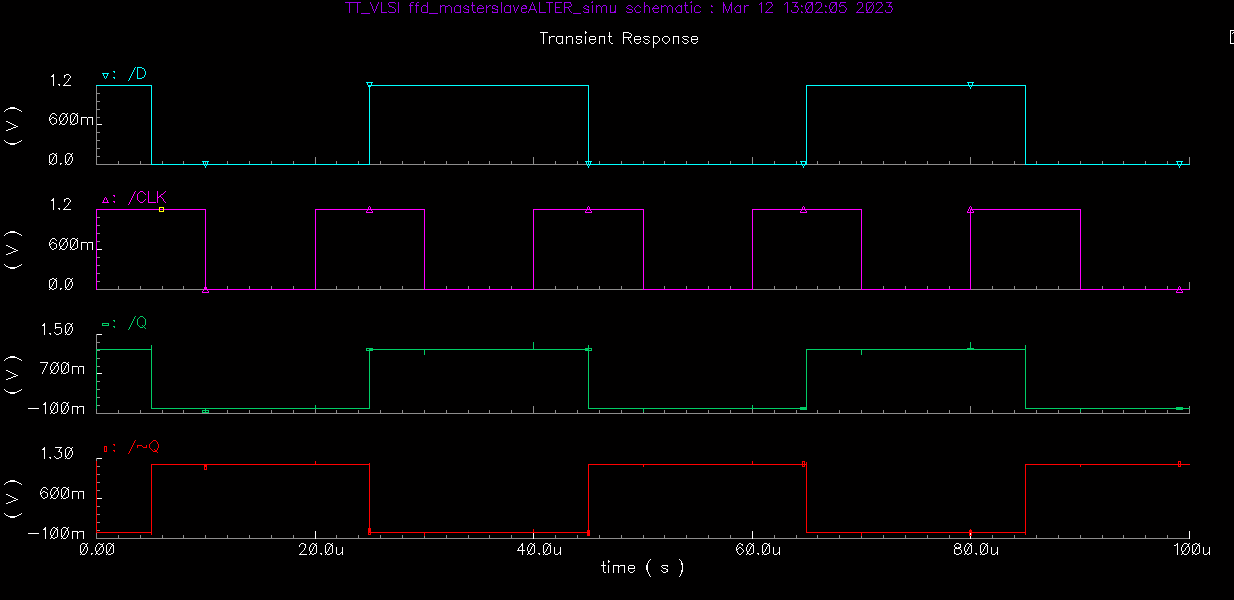 TT_VLSI ffd_masterslaveALTER_simu schematic : Mar 12 13:02:05 2023
Transient Response
▽: /D
1.2
600m
0.0
( V )
△: /CLK
1.2
600m
0.0
( V )
: /Q
1.50
700m
-100m
( V )
: /~Q
1.30
600m
-100m
( V )
0.00 20.0u 40.0u 60.0u 80.0u 100u
time ( s )